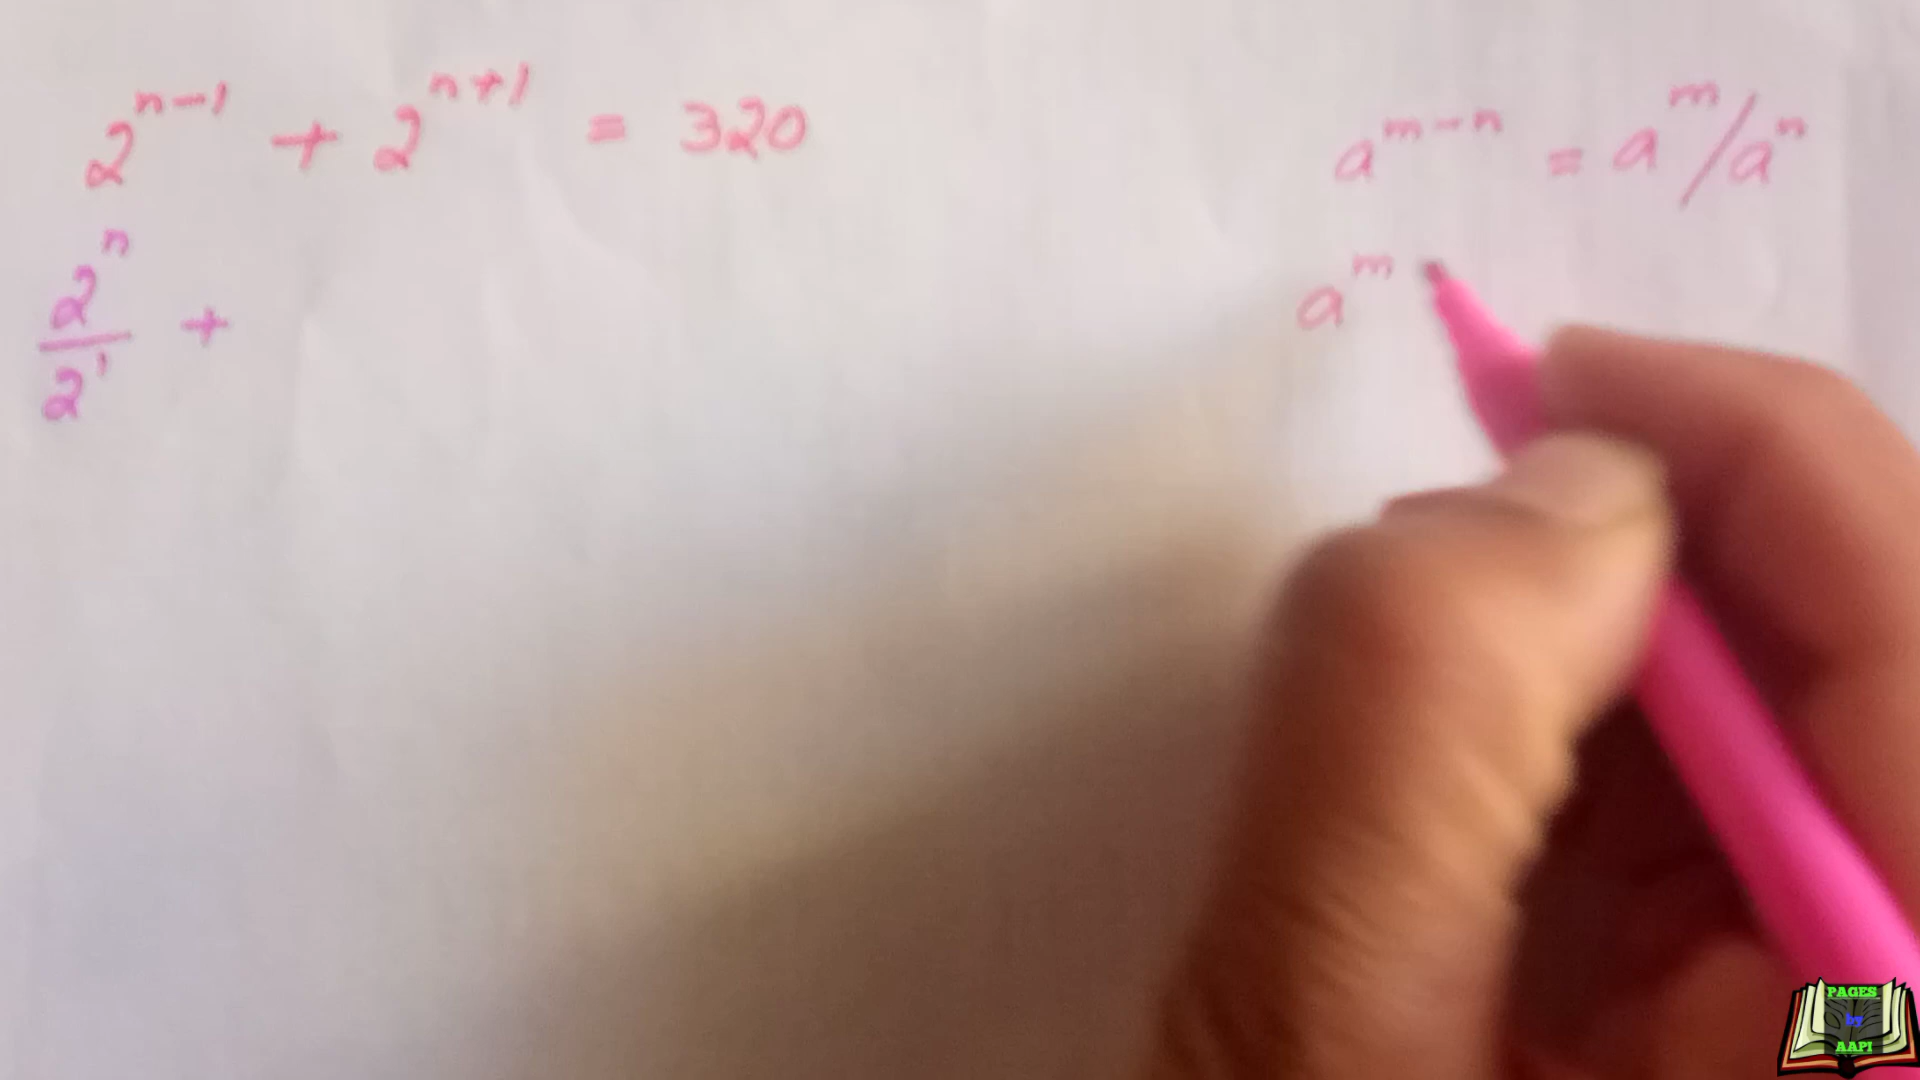 2^{n-1} + 2^{n+1} = 320
2^n / 2^1 +
a^{m-n} = a^m / a^n
a^m
PAGES
by
AAPI